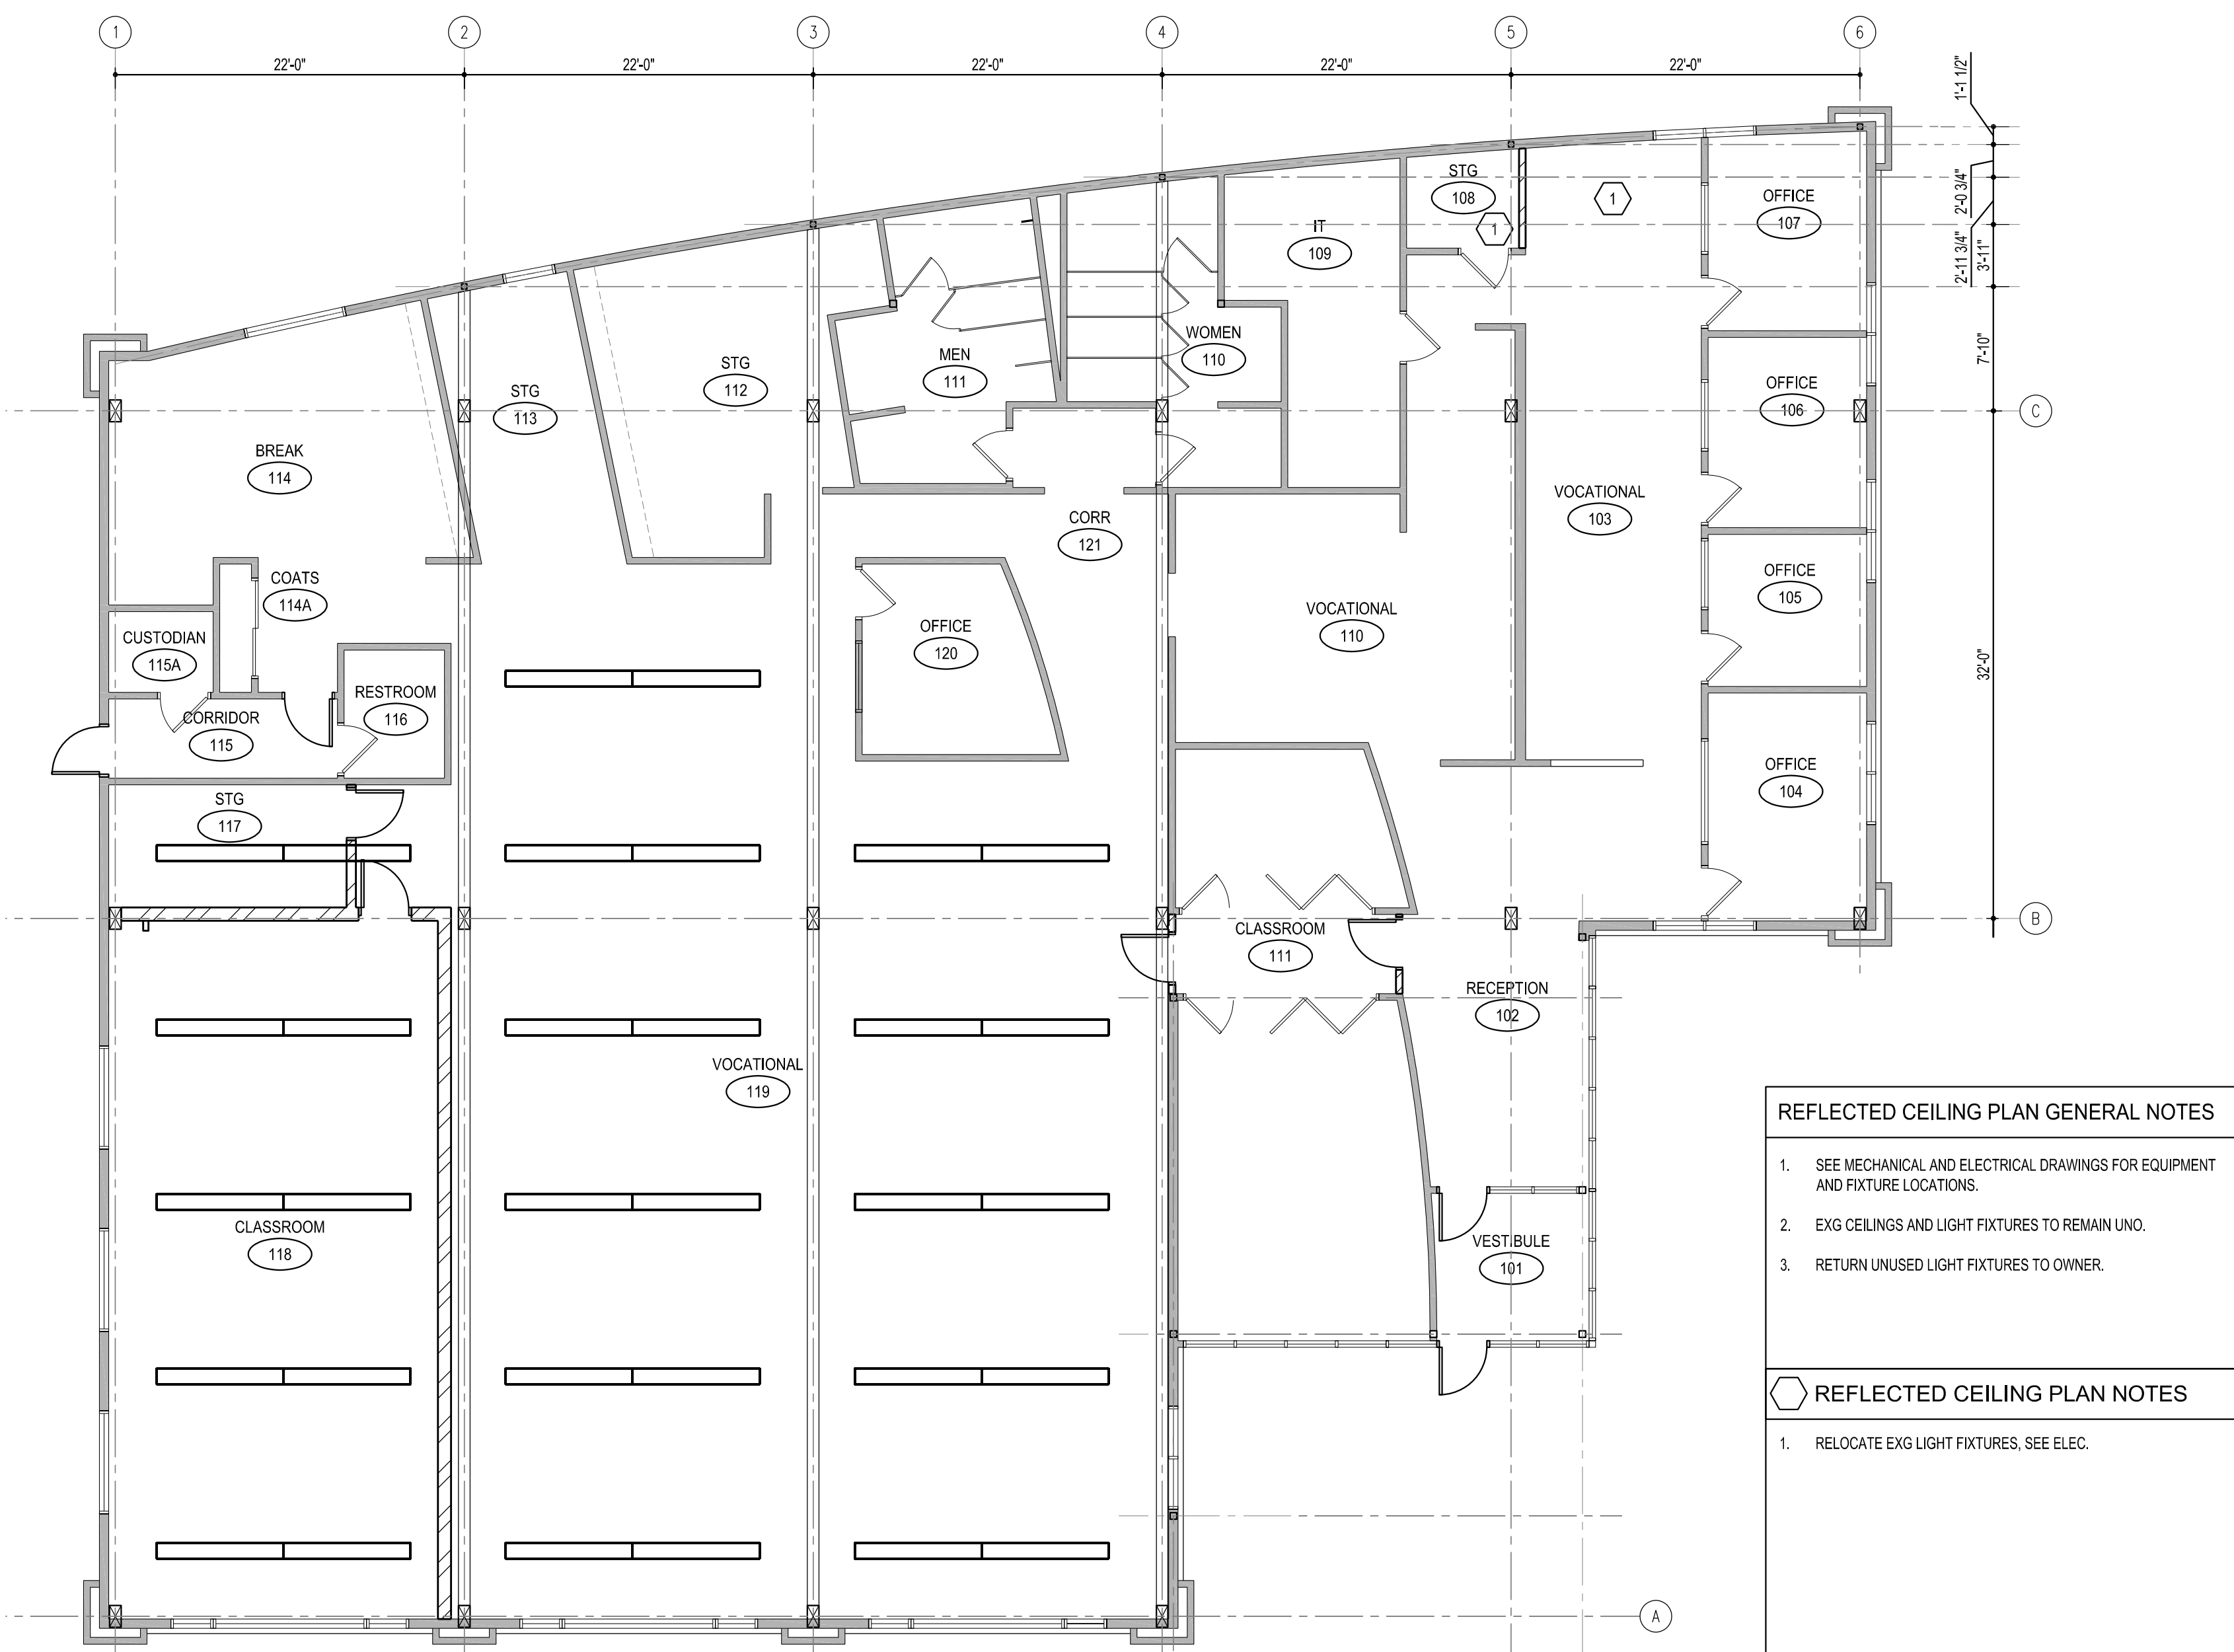 1 2 3 4 5 6
22'-0" 22'-0" 22'-0" 22'-0" 22'-0"
1'-1 1/2"
2'-0 3/4"
2'-11 3/4"
3'-11"
7'-10"
32'-0"
C
B
A
STG
108
1
1
OFFICE
107
IT
109
WOMEN
110
MEN
111
STG
112
STG
113
OFFICE
106
BREAK
114
VOCATIONAL
103
CORR
121
COATS
114A
OFFICE
105
VOCATIONAL
110
CUSTODIAN
115A
OFFICE
120
RESTROOM
116
CORRIDOR
115
OFFICE
104
STG
117
CLASSROOM
111
RECEPTION
102
VOCATIONAL
119
CLASSROOM
118
VESTIBULE
101
REFLECTED CEILING PLAN GENERAL NOTES
1. SEE MECHANICAL AND ELECTRICAL DRAWINGS FOR EQUIPMENT
AND FIXTURE LOCATIONS.
2. EXG CEILINGS AND LIGHT FIXTURES TO REMAIN UNO.
3. RETURN UNUSED LIGHT FIXTURES TO OWNER.
REFLECTED CEILING PLAN NOTES
1. RELOCATE EXG LIGHT FIXTURES, SEE ELEC.